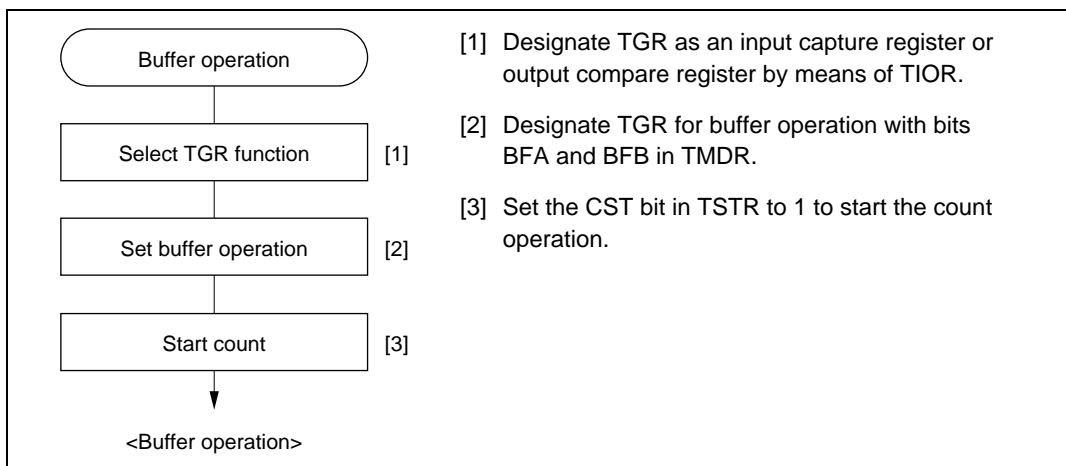 Buffer operation
Select TGR function
[1]
Set buffer operation
[2]
Start count
[3]
<Buffer operation>
[1] Designate TGR as an input capture register or
output compare register by means of TIOR.
[2] Designate TGR for buffer operation with bits
BFA and BFB in TMDR.
[3] Set the CST bit in TSTR to 1 to start the count
operation.